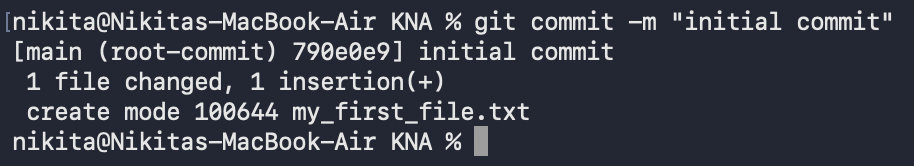 [nikita@Nikitas-MacBook-Air KNA % git commit -m "initial commit"
[main (root-commit) 790e0e9] initial commit
 1 file changed, 1 insertion(+)
 create mode 100644 my_first_file.txt
nikita@Nikitas-MacBook-Air KNA %